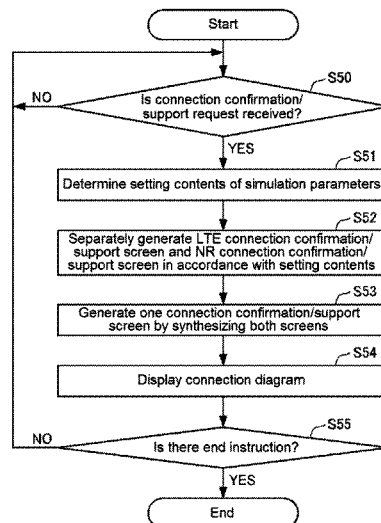 Start
S50
NO
Is connection confirmation/
support request received?
YES
S51
Determine setting contents of simulation parameters
S52
Separately generate LTE connection confirmation/
support screen and NR connection confirmation/
support screen in accordance with setting contents
S53
Generate one connection confirmation/support
screen by synthesizing both screens
S54
Display connection diagram
S55
NO
Is there end instruction?
YES
End